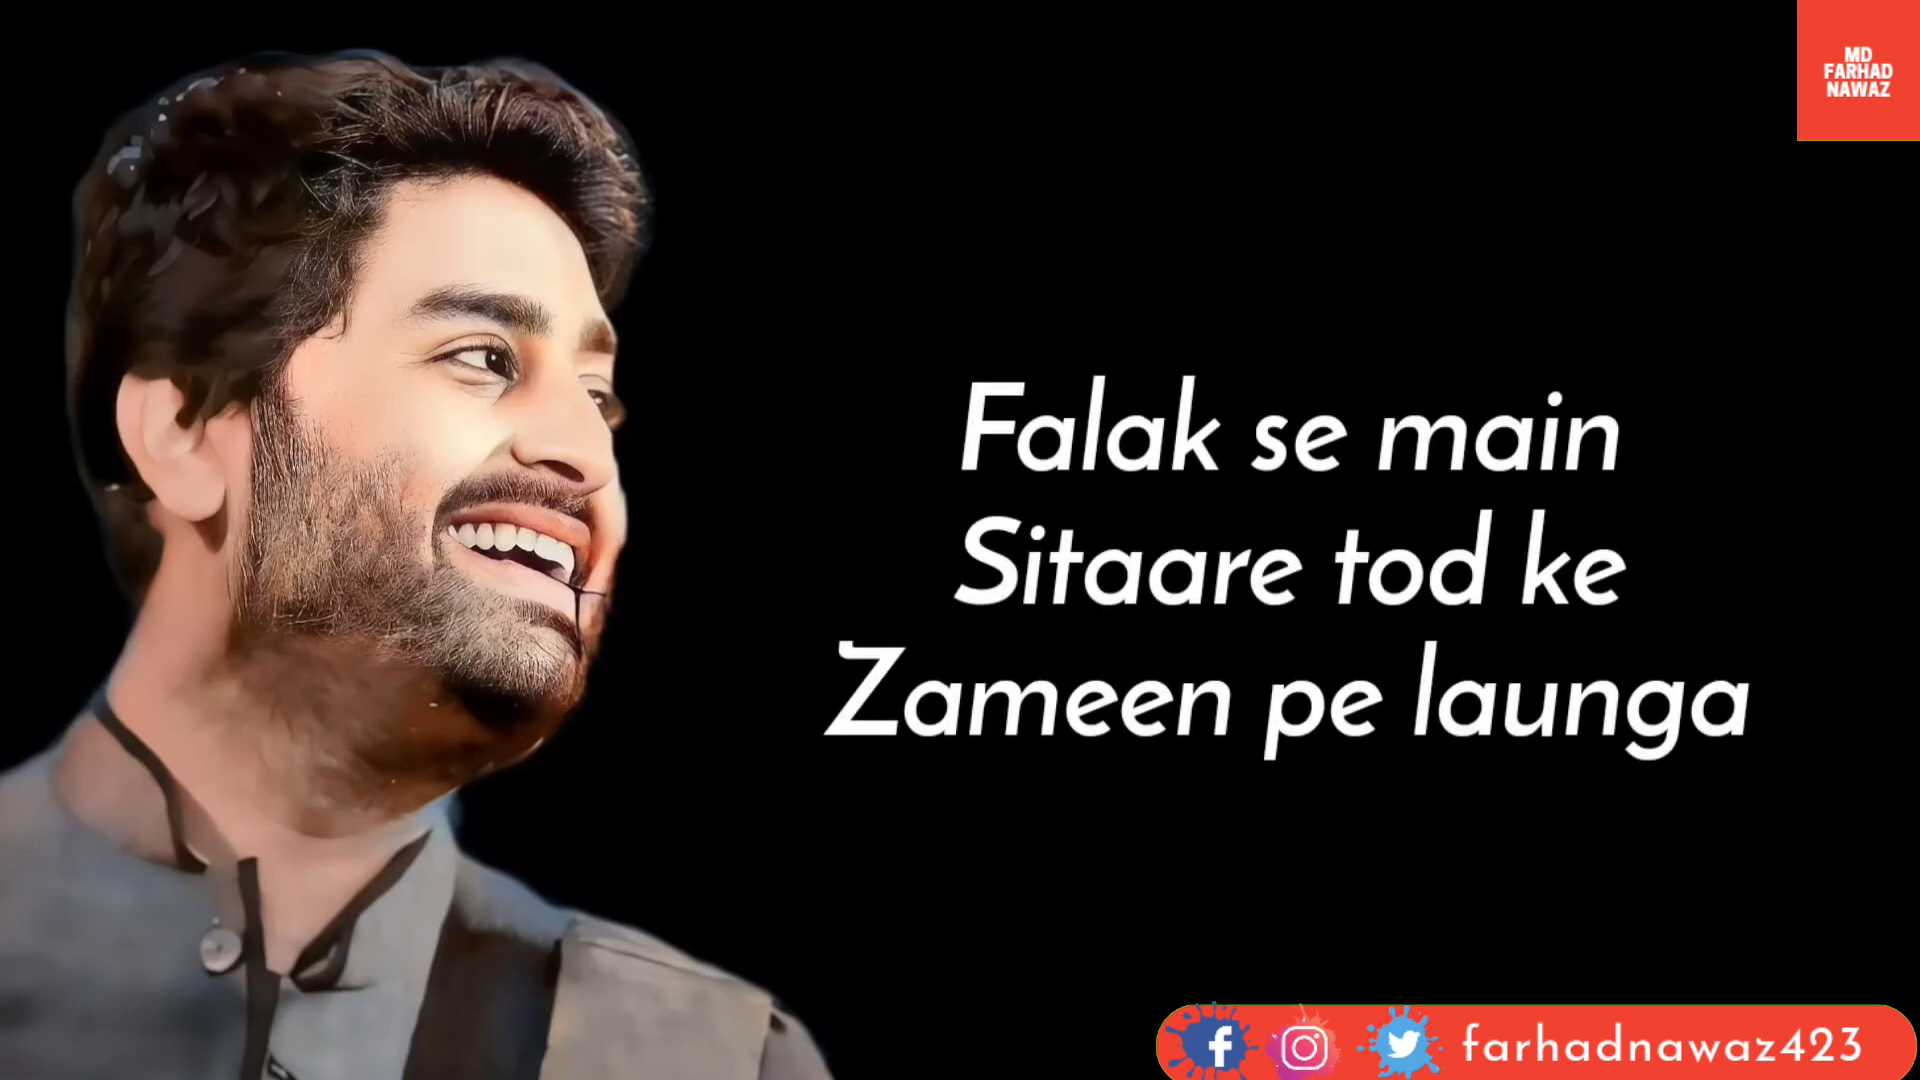 MD
FARHAD
NAWAZ
Falak se main
Sitaare tod ke
Zameen pe launga
farhadnawaz423